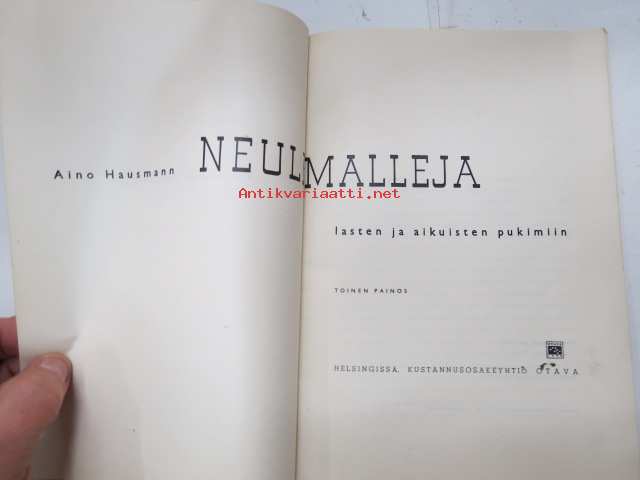 Aino Hausmann NEULEMALLEJA
Antikvariaatti.net
lasten ja aikuisten pukimiin
TOINEN PAINOS
HELSINGISSÄ, KUSTANNUSOSAKEYHTIÖ OTAVA